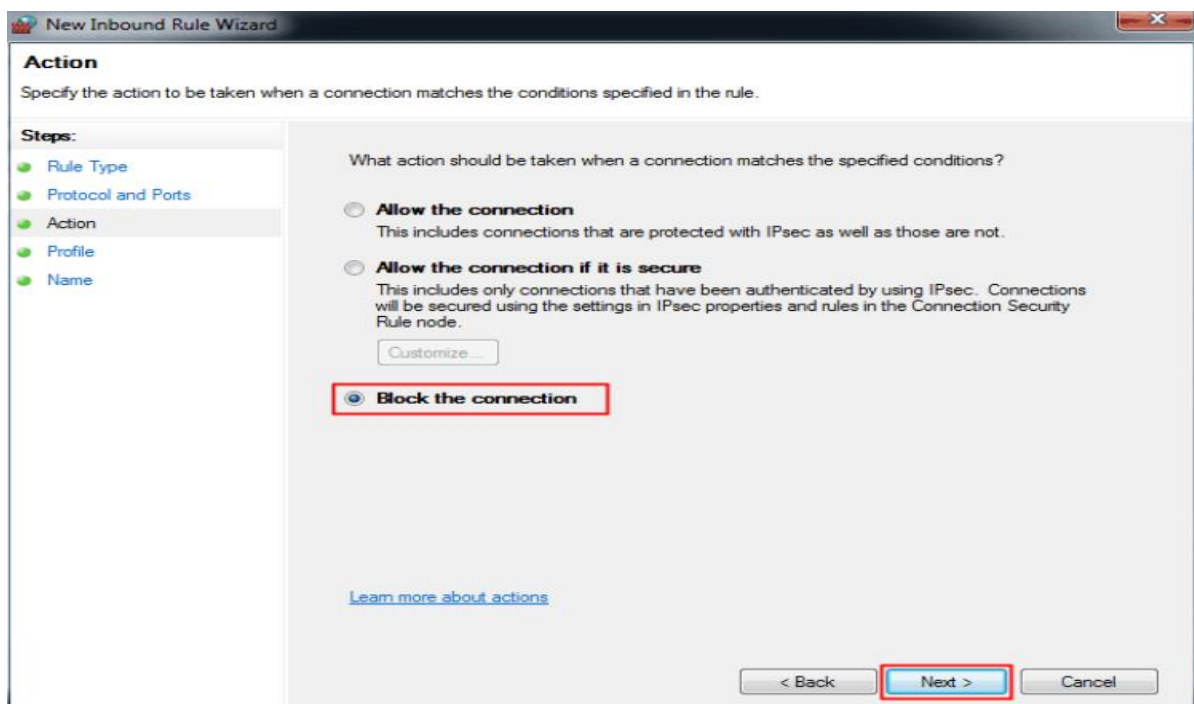 New Inbound Rule Wizard
Action
Specify the action to be taken when a connection matches the conditions specified in the rule.
Steps:
Rule Type
Protocol and Ports
Action
Profile
Name
What action should be taken when a connection matches the specified conditions?
Allow the connection
This includes connections that are protected with IPsec as well as those are not.
Allow the connection if it is secure
This includes only connections that have been authenticated by using IPsec. Connections
will be secured using the settings in IPsec properties and rules in the Connection Security
Rule node.
Customize...
Block the connection
Learn more about actions
< Back
Next >
Cancel